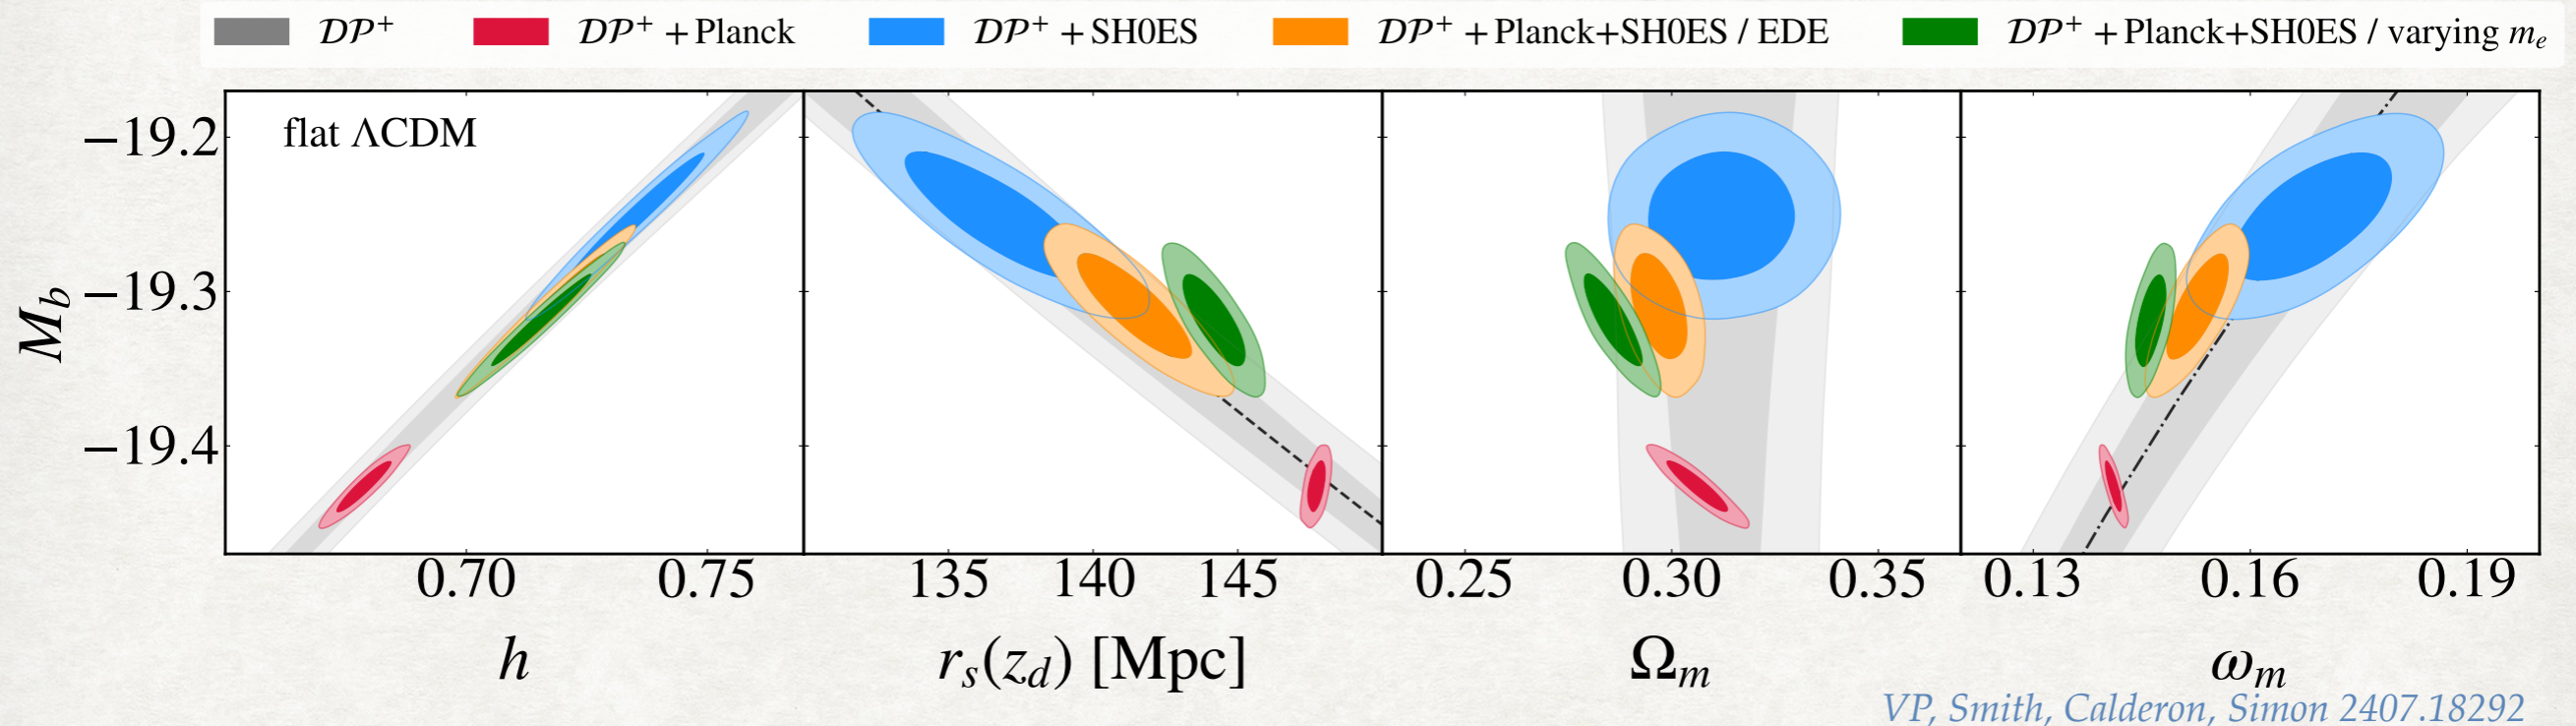 𝒟𝒫⁺ 𝒟𝒫⁺ + Planck 𝒟𝒫⁺ + SH0ES 𝒟𝒫⁺ + Planck+SH0ES / EDE 𝒟𝒫⁺ + Planck+SH0ES / varying mₑ
flat ΛCDM
−19.2
−19.3
−19.4
M_b
0.70 0.75 135 140 145 0.25 0.30 0.35 0.13 0.16 0.19
h r_s(z_d) [Mpc] Ω_m ω_m
VP, Smith, Calderon, Simon 2407.18292